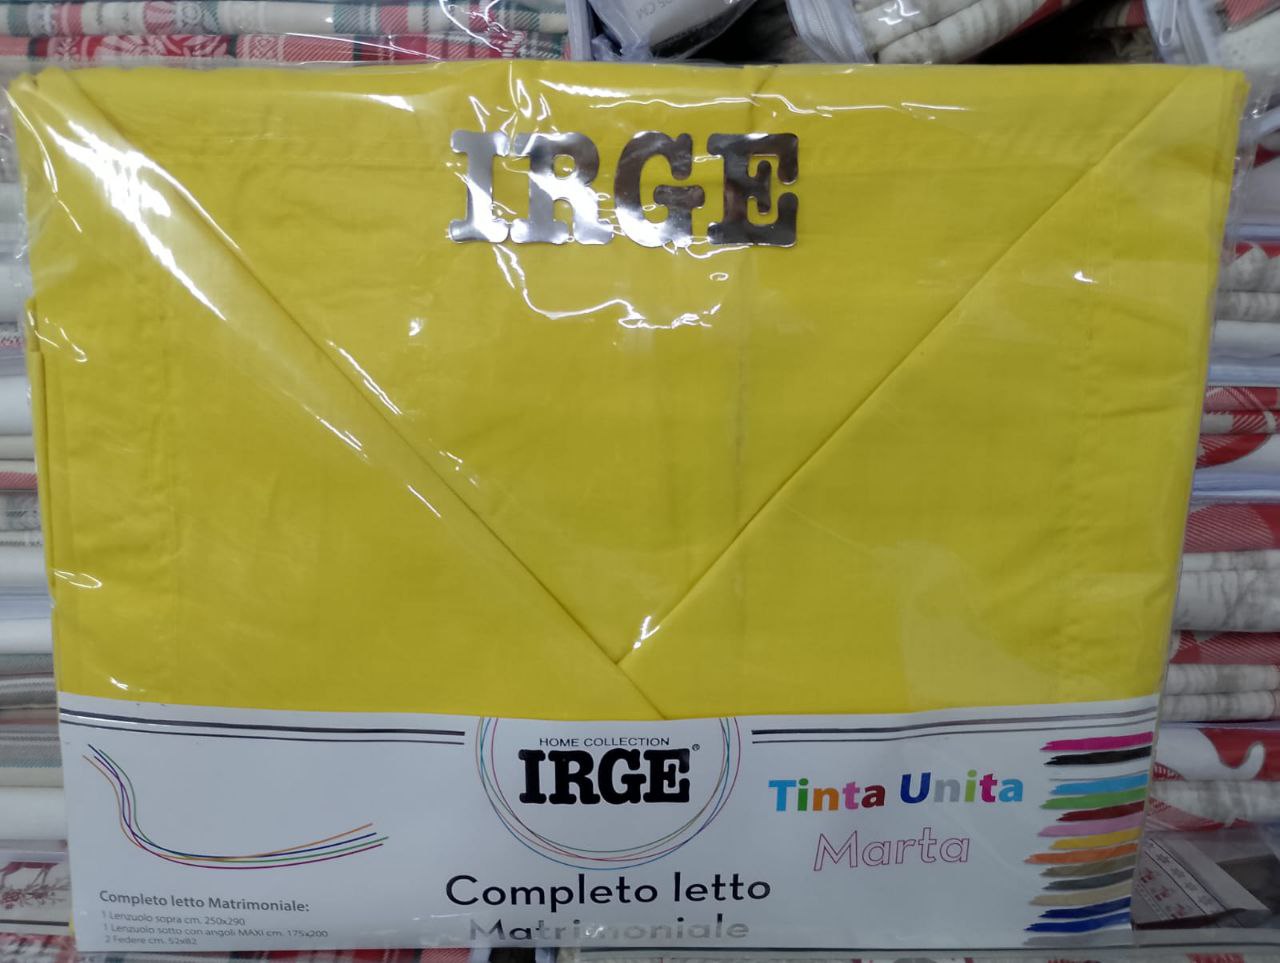 IRGE
HOME COLLECTION
IRGE®
Tinta Unita
Marta
Completo letto
Matrimoniale
Completo letto Matrimoniale:
1 Lenzuolo sopra cm. 250x290
1 Lenzuolo sotto con angoli MAXI cm. 175x200
2 Federe cm. 52x82